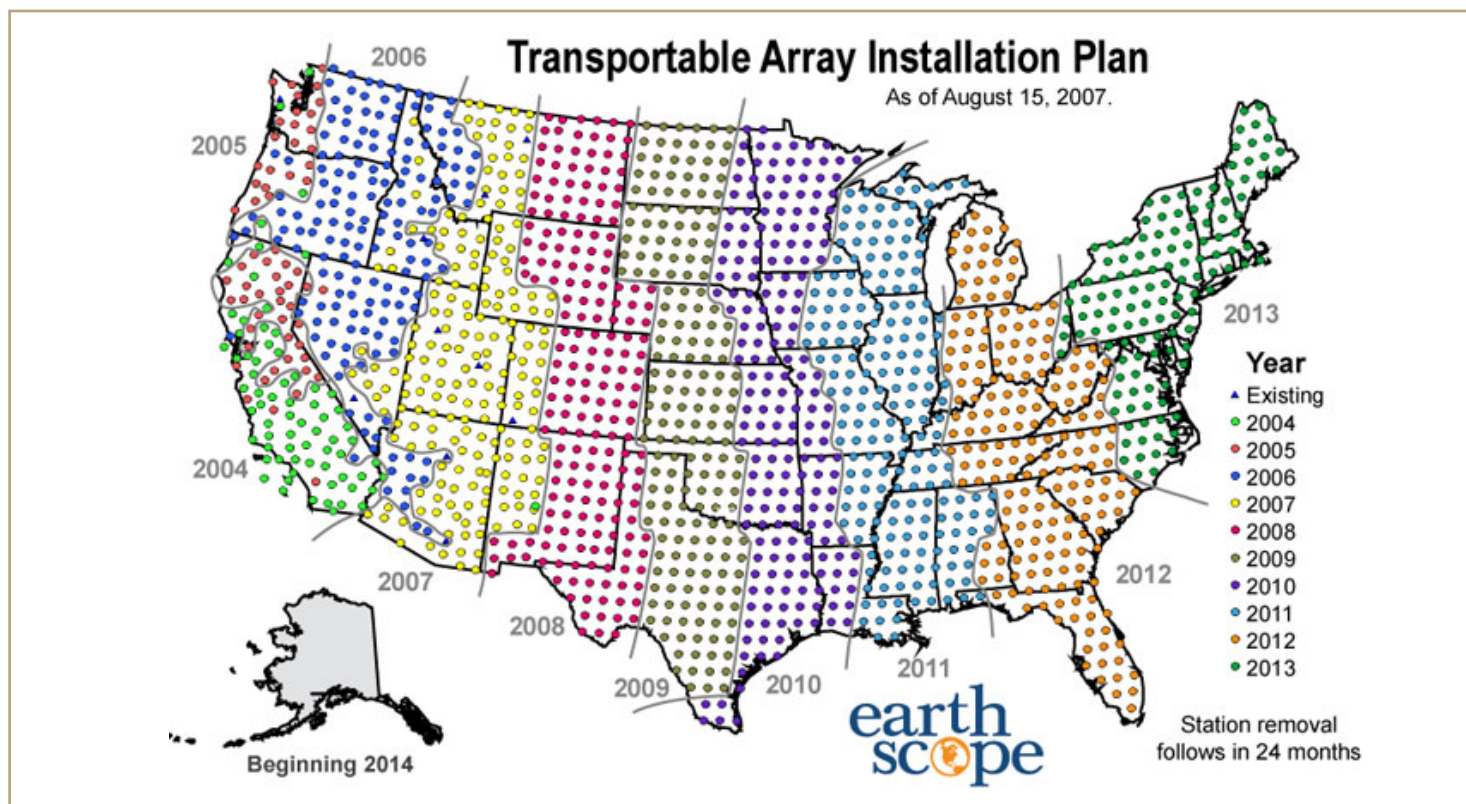 Transportable Array Installation Plan
As of August 15, 2007.
2006
2005
2004
2007
2008
2009
2010
2011
2012
2013
Year
Existing
2004
2005
2006
2007
2008
2009
2010
2011
2012
2013
earth
scope
Station removal
follows in 24 months
Beginning 2014